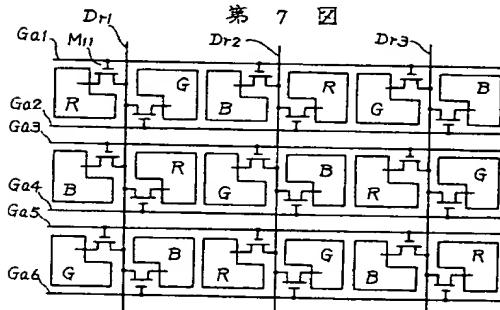 第 7 図
Dr1 Dr2 Dr3
Ga1 M11
R G B R G B
Ga2
Ga3
B R G B R G
Ga4
Ga5
G B R G B R
Ga6